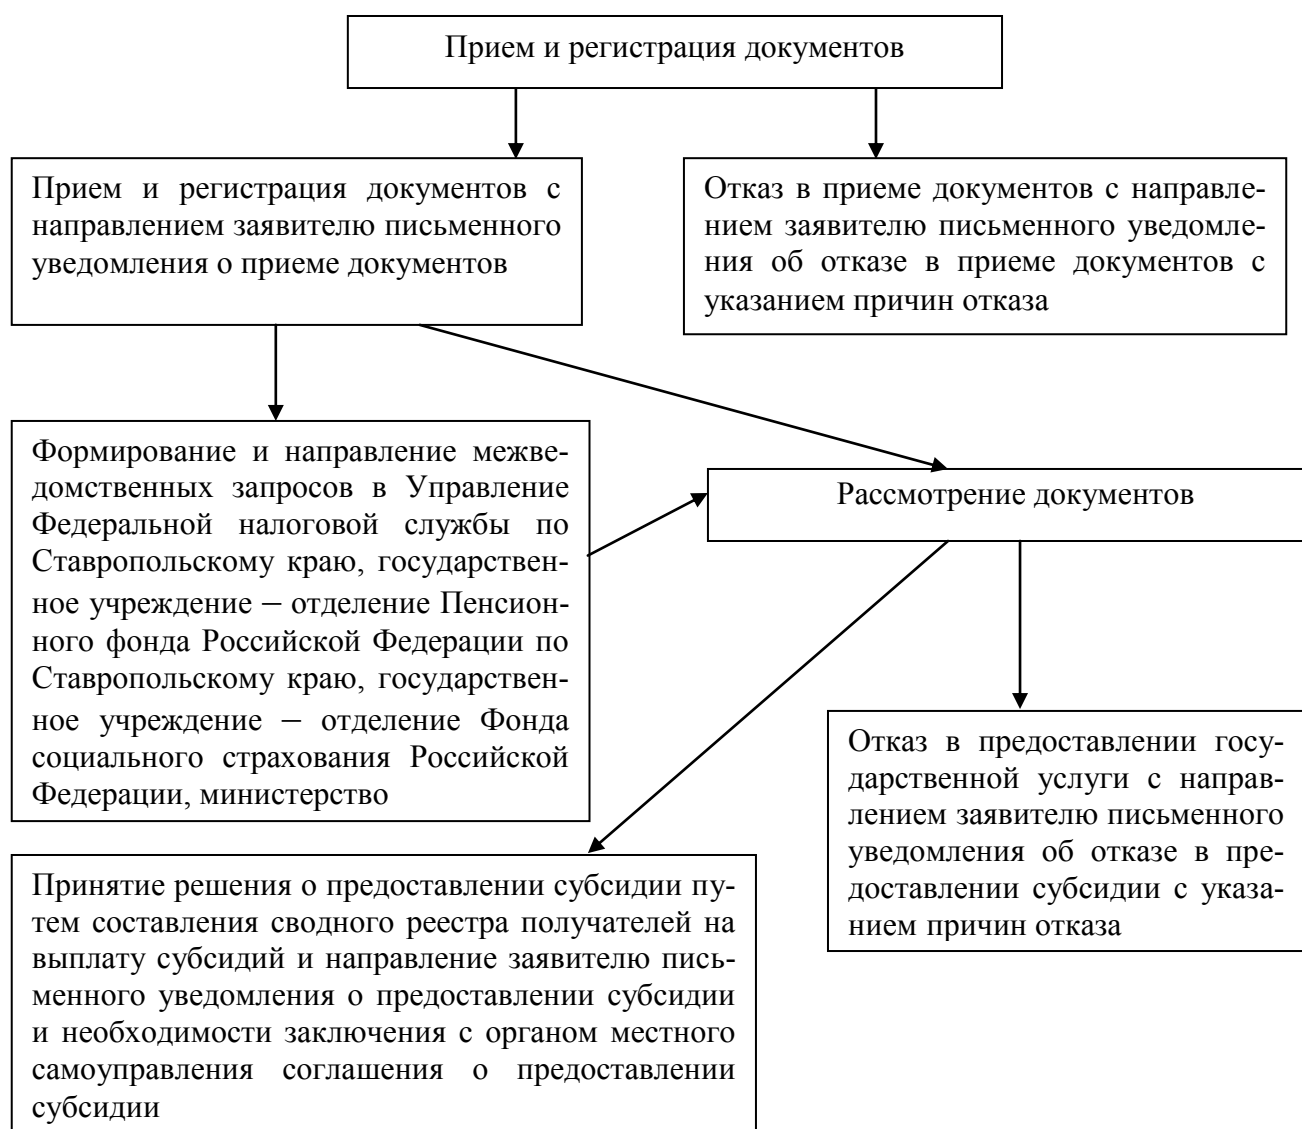 Прием и регистрация документов
Прием и регистрация документов с
направлением заявителю письменного
уведомления о приеме документов
Отказ в приеме документов с направле-
нием заявителю письменного уведомле-
ния об отказе в приеме документов с
указанием причин отказа
Формирование и направление межве-
домственных запросов в Управление
Федеральной налоговой службы по
Ставропольскому краю, государствен-
ное учреждение – отделение Пенсион-
ного фонда Российской Федерации по
Ставропольскому краю, государствен-
ное учреждение – отделение Фонда
социального страхования Российской
Федерации, министерство
Рассмотрение документов
Отказ в предоставлении госу-
дарственной услуги с направ-
лением заявителю письменного
уведомления об отказе в пре-
доставлении субсидии с указа-
нием причин отказа
Принятие решения о предоставлении субсидии пу-
тем составления сводного реестра получателей на
выплату субсидий и направление заявителю пись-
менного уведомления о предоставлении субсидии
и необходимости заключения с органом местного
самоуправления соглашения о предоставлении
субсидии